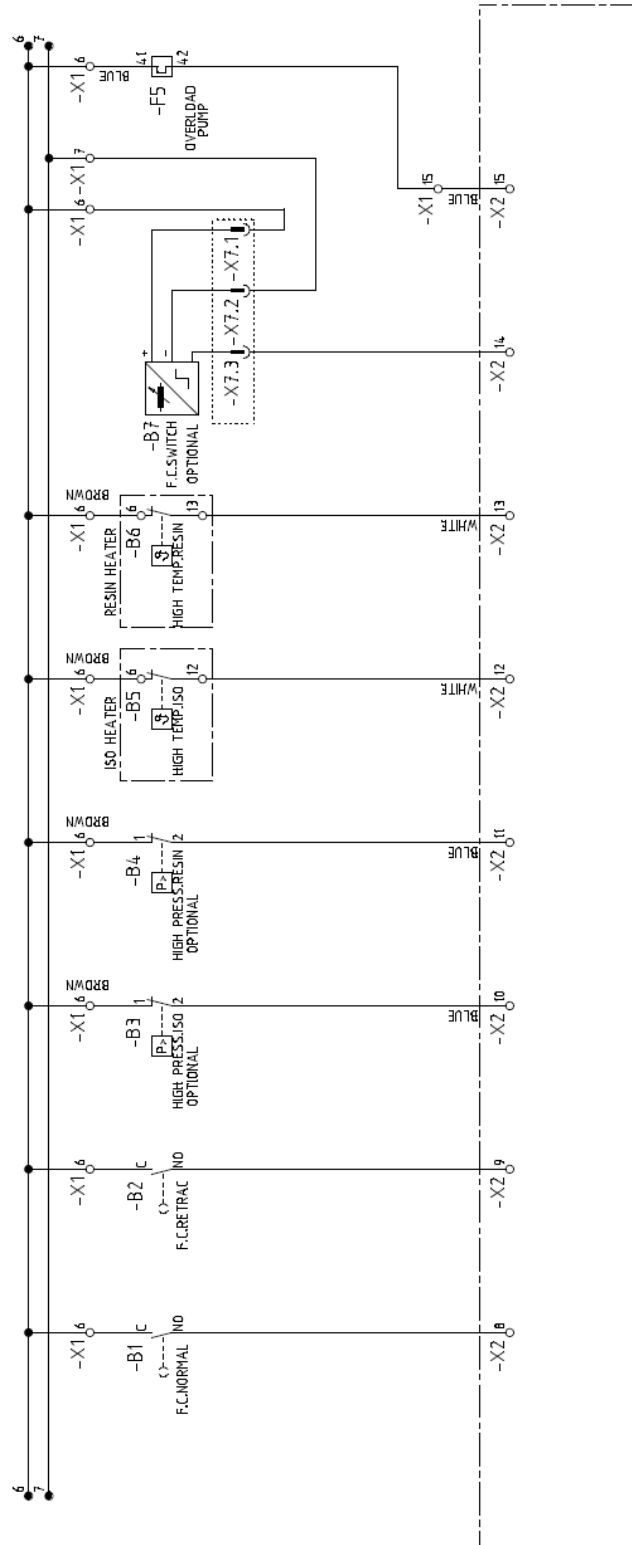 6
7
-X1 6
-B1 C
NO
F.C.NORMAL
-X2 8
-X1 6
-B2 C
NO
F.C.RETRAC
-X2 9
-X1 6
BROWN
-B3 1
P>
2
HIGH PRESS.ISO
OPTIONAL
BLUE
-X2 10
-X1 6
BROWN
-B4 1
P>
2
HIGH PRESS.RESIN
OPTIONAL
BLUE
-X2 11
-X1 6
BROWN
ISO HEATER
-B5 6
ϑ
12
HIGH TEMP.ISO
WHITE
-X2 12
-X1 6
BROWN
RESIN HEATER
-B6 6
ϑ
13
HIGH TEMP.RESIN
WHITE
-X2 13
-B7
+
-
F.C.SWITCH
OPTIONAL
-X7.3
-X7.2
-X7.1
-X2 14
-X1 6
-X1 7
-X1 6
BLUE
-F5
41
42
OVERLOAD
PUMP
-X1 15
BLUE
-X2 15
6
7